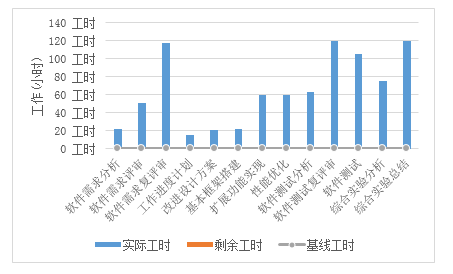 140 工时
120 工时
100 工时
80 工时
60 工时
40 工时
20 工时
0 工时
工作(小时)
软件需求分析
软件需求评审
软件需求复评审
工作进度计划
改进设计方案
基本框架搭建
扩展功能实现
性能优化
软件测试分析
软件测试复评审
软件测试
综合实验分析
综合实验总结
实际工时 剩余工时 基线工时